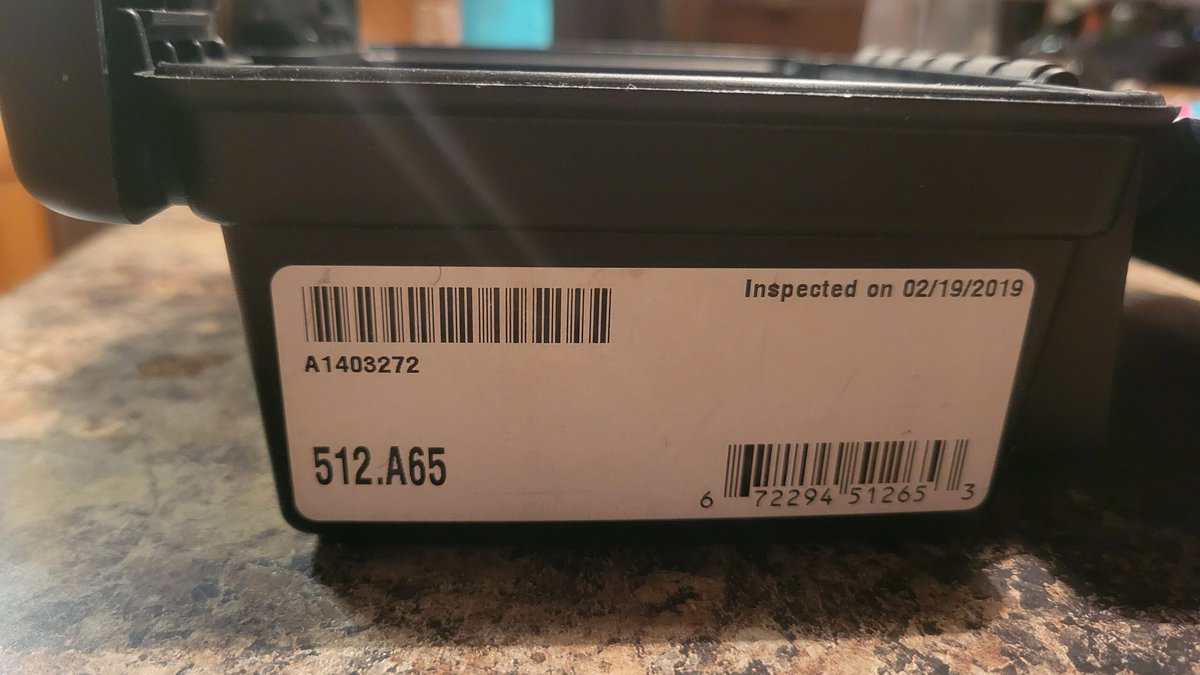 Inspected on 02/19/2019
A1403272
512.A65
6 72294 51265 3